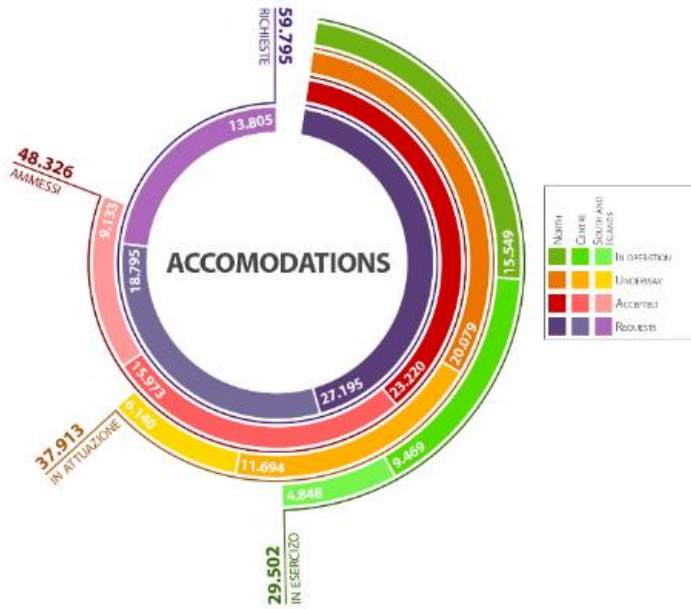 59.795
RICHIESTE
13.805
48.326
AMMESSI
9.133
18.795
ACCOMODATIONS
15.549
20.079
23.220
27.195
15.973
6.140
11.694
9.469
4.848
37.913
IN ATTUAZIONE
29.502
IN ESERCIZO
NORTH
CENTRE
SOUTH AND
ISLANDS
IN OPERATION
UNDERWAY
ACCEPTED
REQUESTS